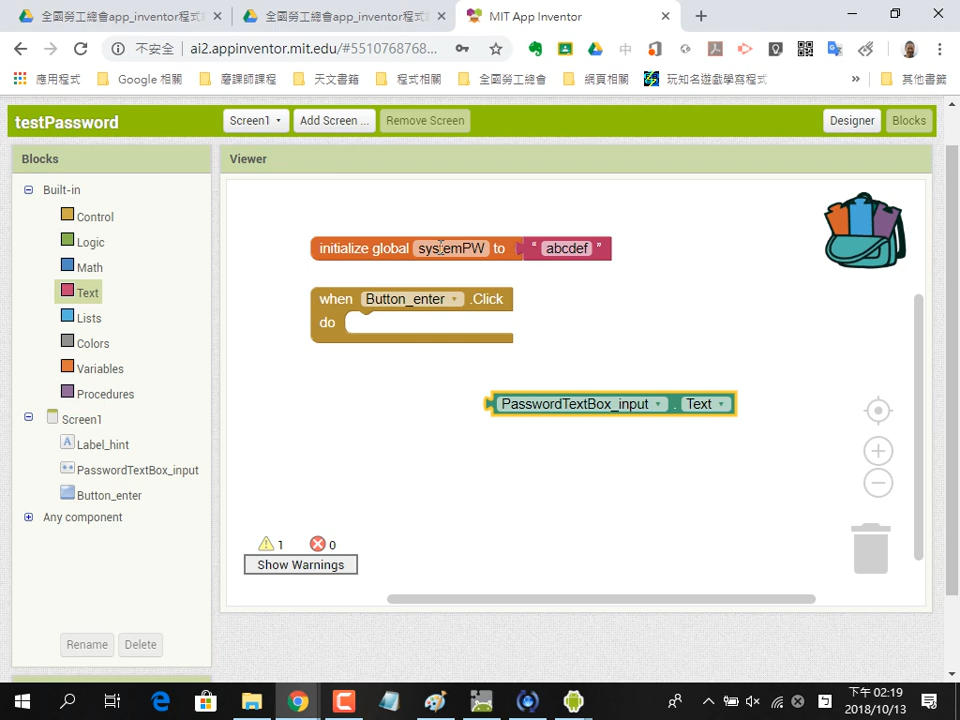 全國勞工總會app_inventor程式
全國勞工總會app_inventor程式
MIT App Inventor
不安全
ai2.appinventor.mit.edu/#5510768768...
應用程式
Google 相關
磨課師課程
天文書籍
程式相關
全國勞工總會
網頁相關
玩知名遊戲學寫程式
»
其他書籤
testPassword
Screen1
Add Screen ...
Remove Screen
Designer
Blocks
Blocks
Viewer
Built-in
Control
Logic
Math
Text
Lists
Colors
Variables
Procedures
Screen1
Label_hint
PasswordTextBox_input
Button_enter
Any component
Rename
Delete
initialize global systemPW to " abcdef "
when Button_enter .Click
do
PasswordTextBox_input . Text
1
0
Show Warnings
下午 02:19
2018/10/13